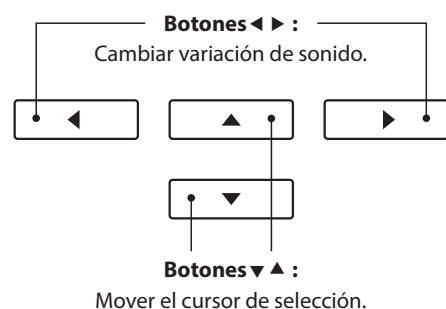 Botones ◀ ▶ :
Cambiar variación de sonido.
◀ ▲ ▶
▼
Botones ▼ ▲ :
Mover el cursor de selección.